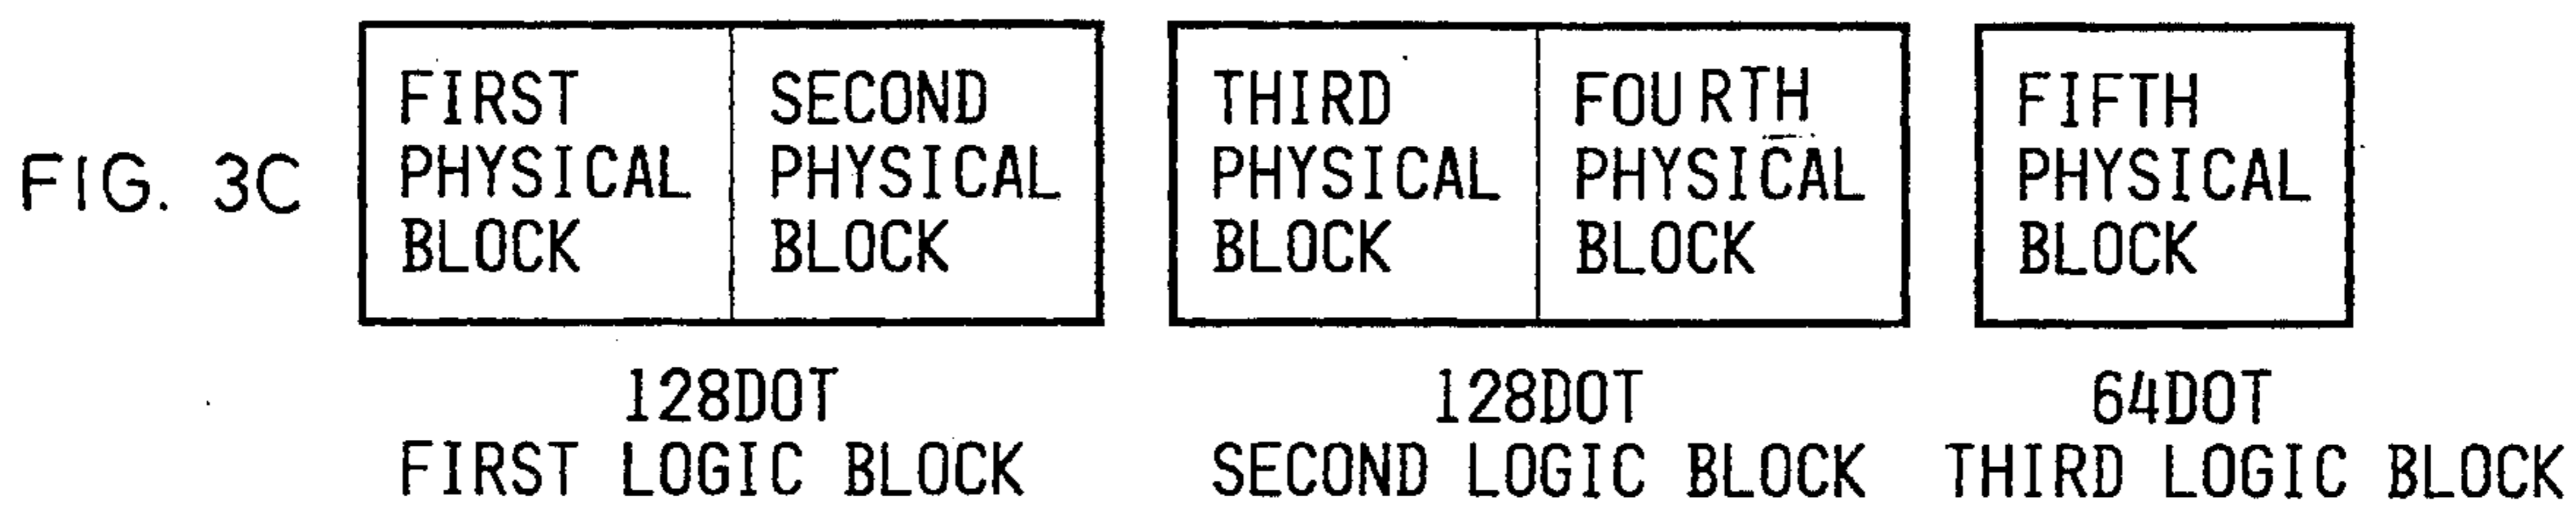 FIG. 3C
FIRST PHYSICAL BLOCK
SECOND PHYSICAL BLOCK
THIRD PHYSICAL BLOCK
FOURTH PHYSICAL BLOCK
FIFTH PHYSICAL BLOCK
128DOT
FIRST LOGIC BLOCK
128DOT
SECOND LOGIC BLOCK
64DOT
THIRD LOGIC BLOCK